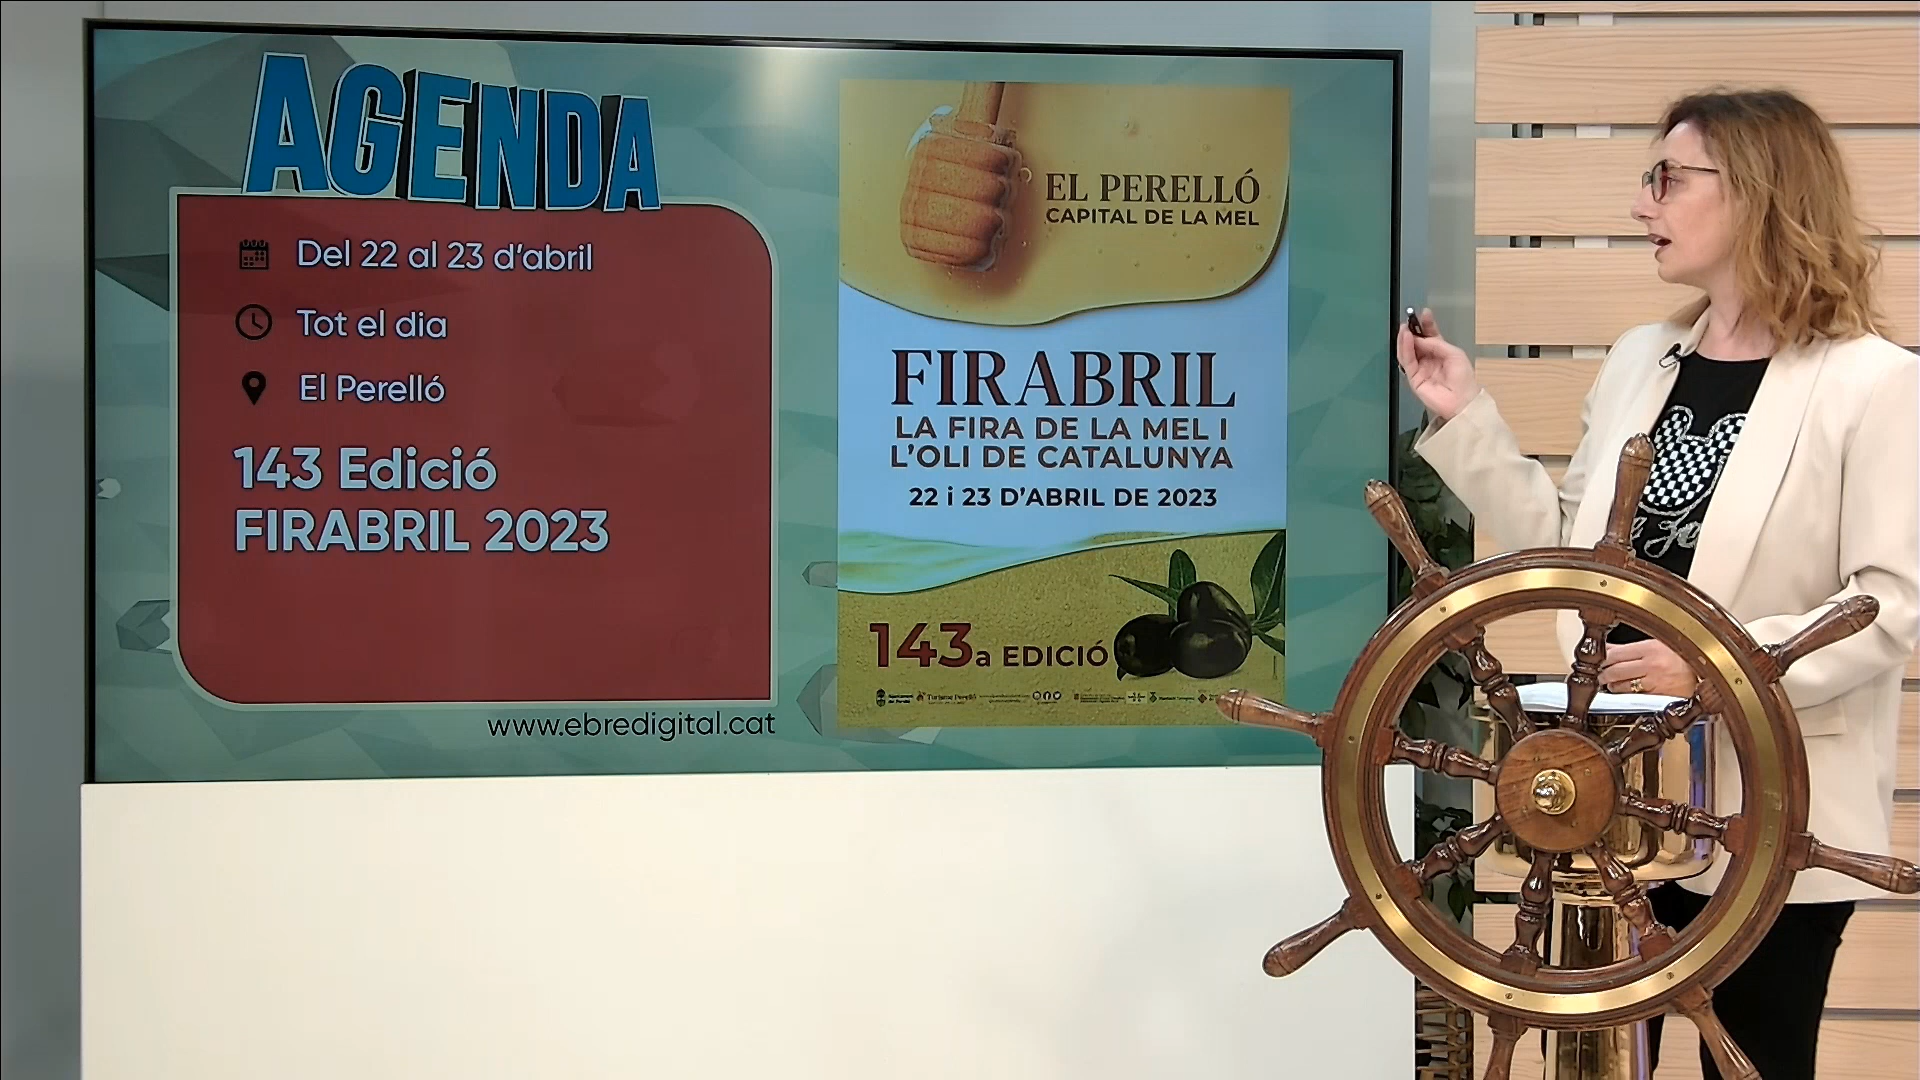 AGENDA
Del 22 al 23 d'abril
Tot el dia
El Perelló
143 Edició
FIRABRIL 2023
www.ebredigital.cat
EL PERELLÓ
CAPITAL DE LA MEL
FIRABRIL
LA FIRA DE LA MEL I
L'OLI DE CATALUNYA
22 i 23 D'ABRIL DE 2023
143a EDICIÓ